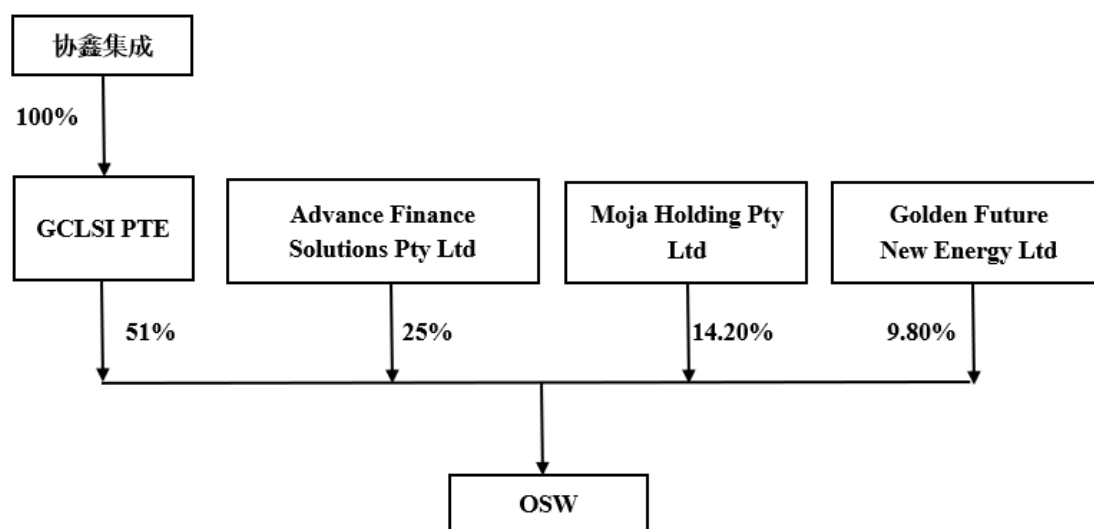 协鑫集成
100%
GCLSI PTE
Advance Finance
Solutions Pty Ltd
Moja Holding Pty
Ltd
Golden Future
New Energy Ltd
51%
25%
14.20%
9.80%
OSW